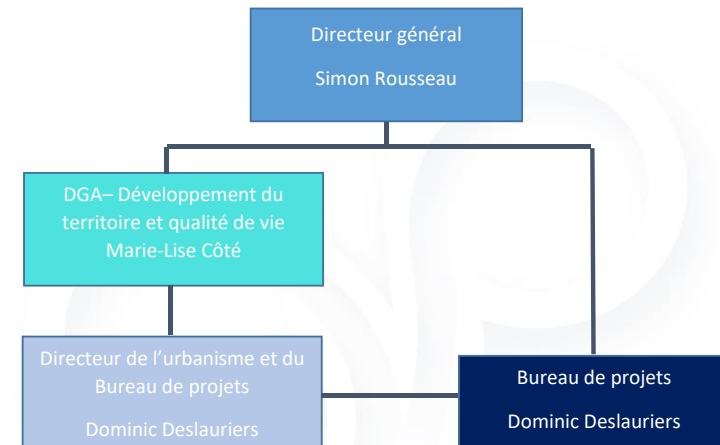 Directeur général
Simon Rousseau
DGA– Développement du
territoire et qualité de vie
Marie-Lise Côté
Directeur de l'urbanisme et du
Bureau de projets
Dominic Deslauriers
Bureau de projets
Dominic Deslauriers